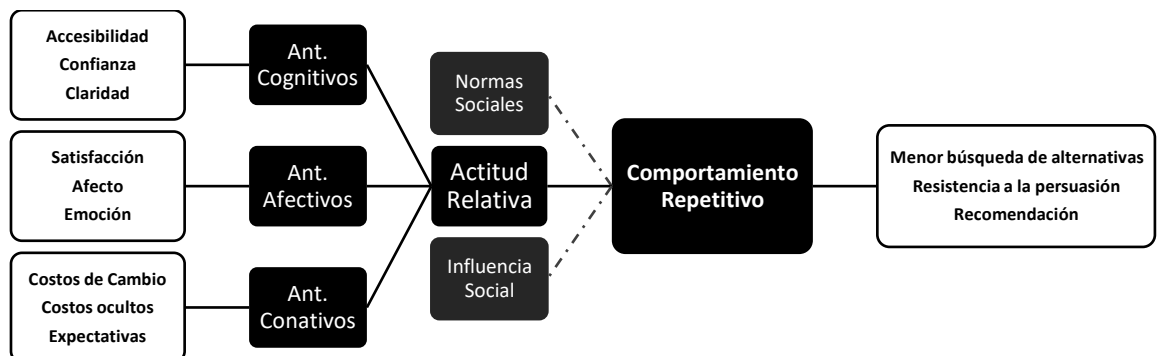 Accesibilidad
Confianza
Claridad
Ant.
Cognitivos
Satisfacción
Afecto
Emoción
Ant.
Afectivos
Costos de Cambio
Costos ocultos
Expectativas
Ant.
Conativos
Normas
Sociales
Actitud
Relativa
Influencia
Social
Comportamiento
Repetitivo
Menor búsqueda de alternativas
Resistencia a la persuasión
Recomendación